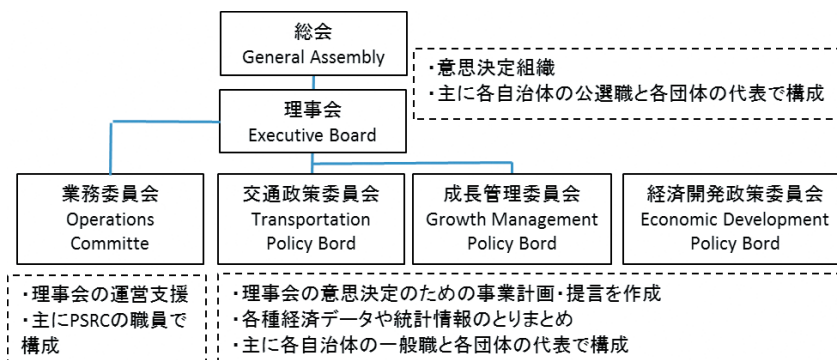 総会
General Assembly
・意思決定組織
・主に各自治体の公選職と各団体の代表で構成
理事会
Executive Board
業務委員会
Operations
Committe
交通政策委員会
Transportation
Policy Bord
成長管理委員会
Growth Management
Policy Bord
経済開発政策委員会
Economic Development
Policy Bord
・理事会の運営支援
・主にPSRCの職員で
構成
・理事会の意思決定のための事業計画・提言を作成
・各種経済データや統計情報のとりまとめ
・主に各自治体の一般職と各団体の代表で構成